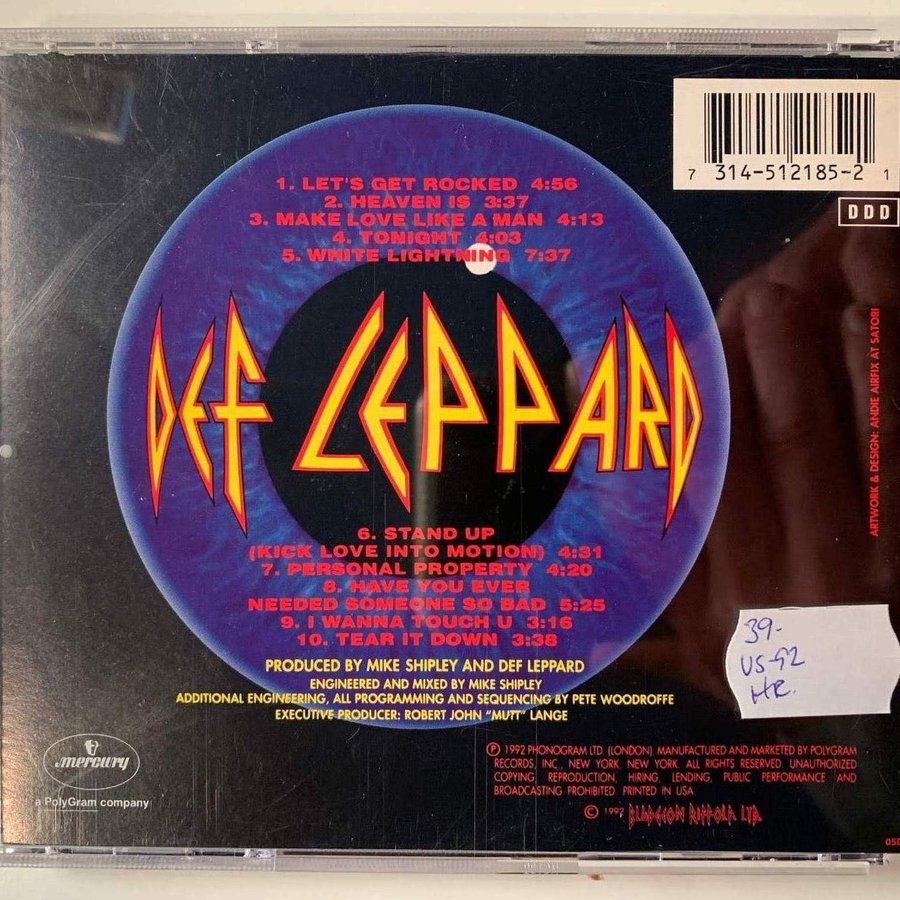 7 314-512185-2 1
DDD
1. LET'S GET ROCKED 4:56
2. HEAVEN IS 3:37
3. MAKE LOVE LIKE A MAN 4:13
4. TONIGHT 4:03
5. WHITE LIGHTNING 7:37
DEF LEPPARD
6. STAND UP
(KICK LOVE INTO MOTION) 4:31
7. PERSONAL PROPERTY 4:20
8. HAVE YOU EVER
NEEDED SOMEONE SO BAD 5:25
9. I WANNA TOUCH U 3:16
10. TEAR IT DOWN 3:38
PRODUCED BY MIKE SHIPLEY AND DEF LEPPARD
ENGINEERED AND MIXED BY MIKE SHIPLEY
ADDITIONAL ENGINEERING, ALL PROGRAMMING AND SEQUENCING BY PETE WOODROFFE
EXECUTIVE PRODUCER: ROBERT JOHN "MUTT" LANGE
ARTWORK & DESIGN: ANDIE AIRFIX AT SATORI
39-
US-92
HR.
mercury
a PolyGram company
℗ 1992 PHONOGRAM LTD. (LONDON). MANUFACTURED AND MARKETED BY POLYGRAM
RECORDS, INC., NEW YORK, NEW YORK. ALL RIGHTS RESERVED. UNAUTHORIZED
COPYING, REPRODUCTION, HIRING, LENDING, PUBLIC PERFORMANCE AND
BROADCASTING PROHIBITED. PRINTED IN USA
© 1992 BLUDGEON RIFFOLA LTD.